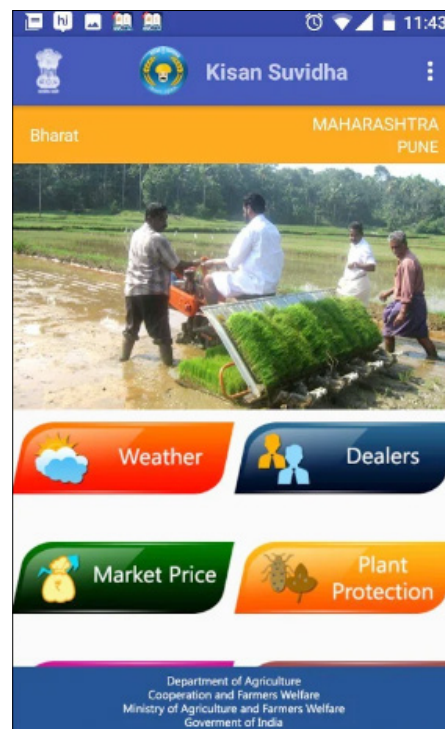 hj
11:43
Kisan Suvidha
Bharat
MAHARASHTRA
PUNE
Weather
Dealers
Market Price
Plant
Protection
Department of Agriculture
Cooperation and Farmers Welfare
Ministry of Agriculture and Farmers Welfare
Goverment of India